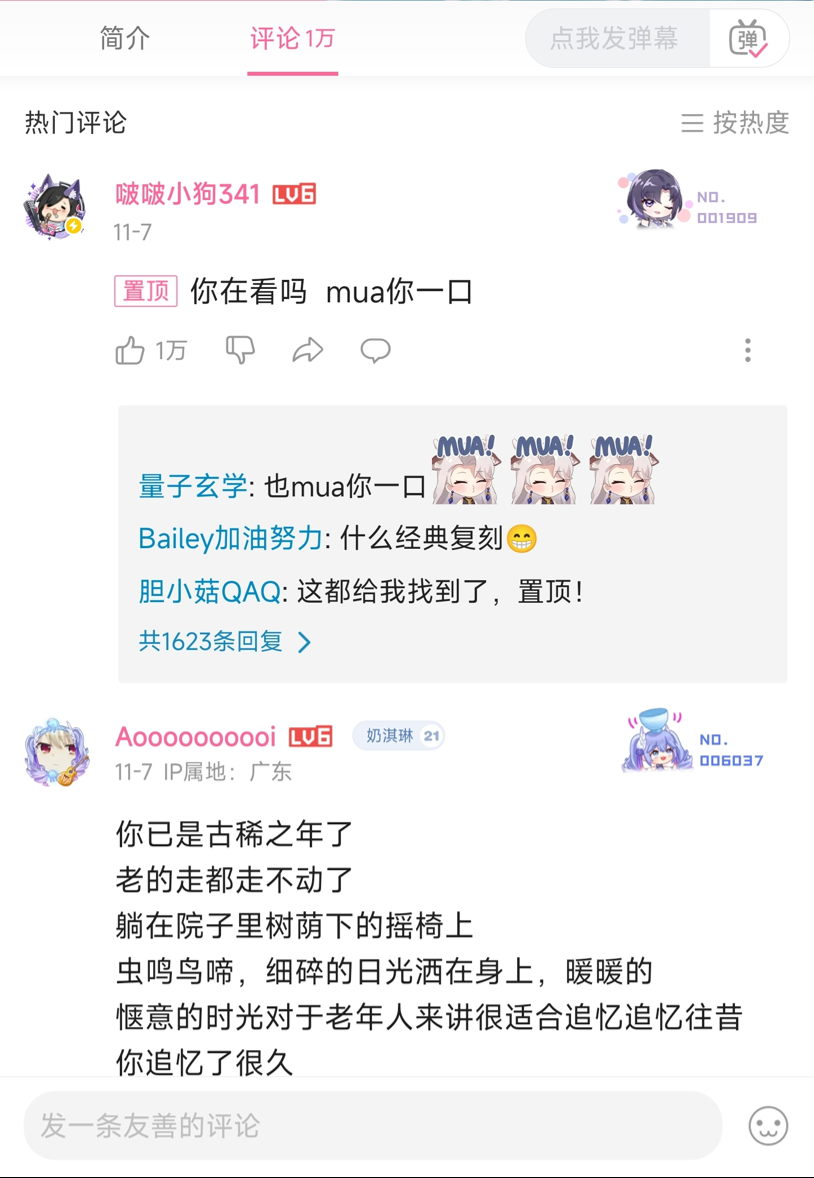 简介
评论 1万
点我发弹幕
弹
热门评论
按热度
啵啵小狗341 LV6
11-7
NO.
001909
置顶 你在看吗 mua你一口
1万
MUA! MUA! MUA!
量子玄学: 也mua你一口
Bailey加油努力: 什么经典复刻😁
胆小菇QAQ: 这都给我找到了，置顶！
共1623条回复
Aoooooooooi LV6 奶淇琳 21
11-7 IP属地：广东
NO.
006037
你已是古稀之年了
老的走都走不动了
躺在院子里树荫下的摇椅上
虫鸣鸟啼，细碎的日光洒在身上，暖暖的
惬意的时光对于老年人来讲很适合追忆追忆往昔
你追忆了很久
发一条友善的评论